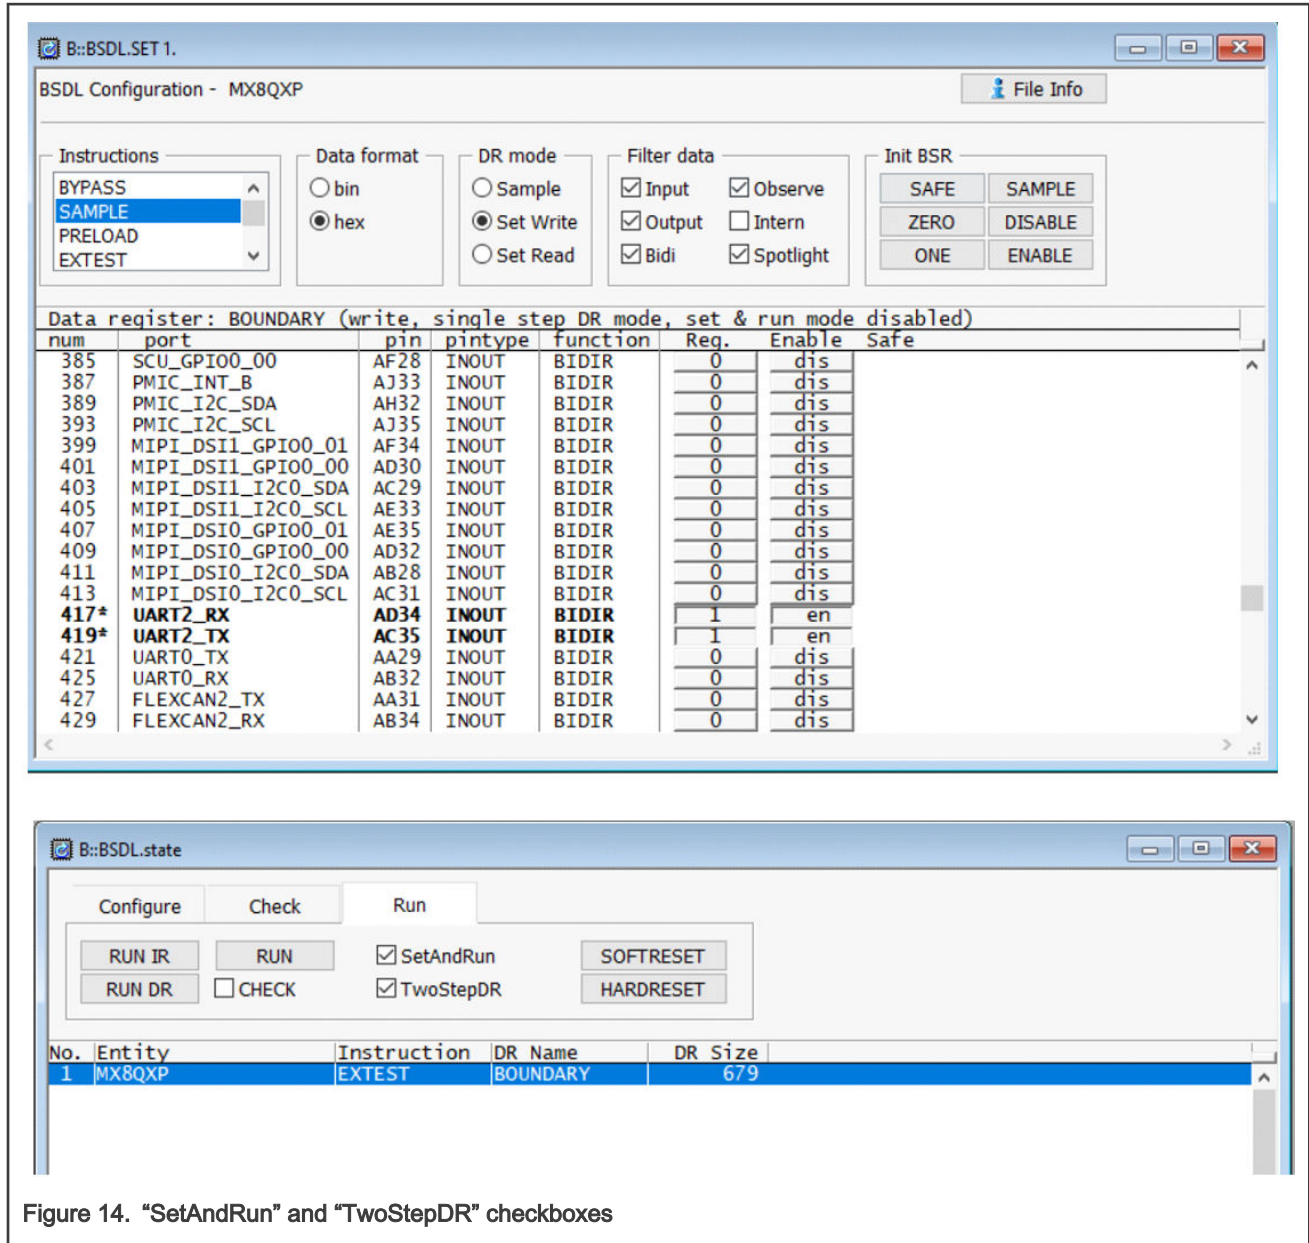 B::BSDL.SET 1.
BSDL Configuration - MX8QXP
File Info
Instructions Data format DR mode Filter data Init BSR
BYPASS bin Sample Input Observe SAFE SAMPLE
SAMPLE hex Set Write Output Intern ZERO DISABLE
PRELOAD Set Read Bidi Spotlight ONE ENABLE
EXTEST
Data register: BOUNDARY (write, single step DR mode, set & run mode disabled)
num port pin pintype function Reg. Enable Safe
385 SCU_GPIO0_00 AF28 INOUT BIDIR 0 dis
387 PMIC_INT_B AJ33 INOUT BIDIR 0 dis
389 PMIC_I2C_SDA AH32 INOUT BIDIR 0 dis
393 PMIC_I2C_SCL AJ35 INOUT BIDIR 0 dis
399 MIPI_DSI1_GPIO0_01 AF34 INOUT BIDIR 0 dis
401 MIPI_DSI1_GPIO0_00 AD30 INOUT BIDIR 0 dis
403 MIPI_DSI1_I2C0_SDA AC29 INOUT BIDIR 0 dis
405 MIPI_DSI1_I2C0_SCL AE33 INOUT BIDIR 0 dis
407 MIPI_DSI0_GPIO0_01 AE35 INOUT BIDIR 0 dis
409 MIPI_DSI0_GPIO0_00 AD32 INOUT BIDIR 0 dis
411 MIPI_DSI0_I2C0_SDA AB28 INOUT BIDIR 0 dis
413 MIPI_DSI0_I2C0_SCL AC31 INOUT BIDIR 0 dis
417* UART2_RX AD34 INOUT BIDIR 1 en
419* UART2_TX AC35 INOUT BIDIR 1 en
421 UART0_TX AA29 INOUT BIDIR 0 dis
425 UART0_RX AB32 INOUT BIDIR 0 dis
427 FLEXCAN2_TX AA31 INOUT BIDIR 0 dis
429 FLEXCAN2_RX AB34 INOUT BIDIR 0 dis
B::BSDL.state
Configure Check Run
RUN IR RUN SetAndRun SOFTRESET
RUN DR CHECK TwoStepDR HARDRESET
No. Entity Instruction DR Name DR Size
1 MX8QXP EXTEST BOUNDARY 679
Figure 14. “SetAndRun” and “TwoStepDR” checkboxes